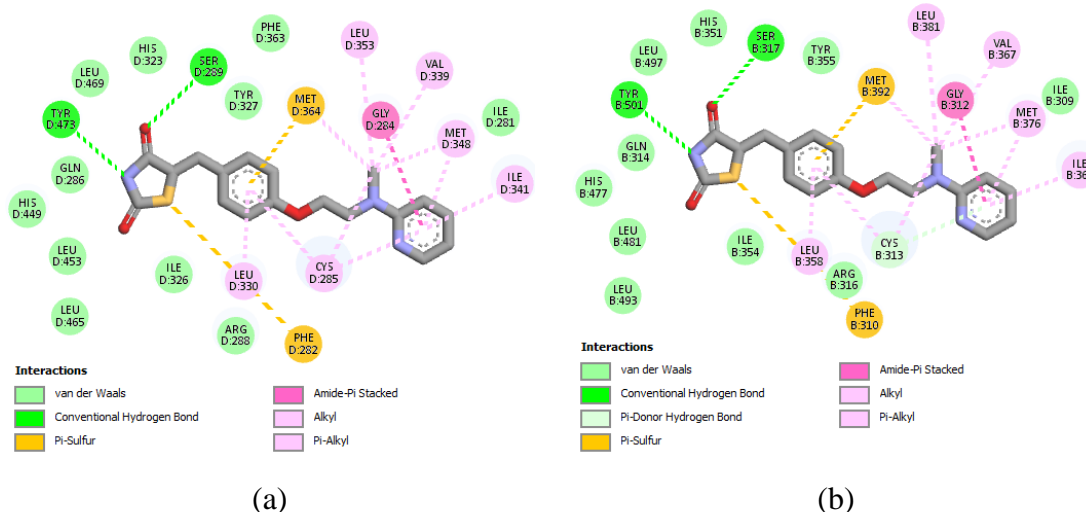 PHE
D:363
HIS
D:323
SER
D:289
LEU
D:353
VAL
D:339
LEU
D:469
TYR
D:327
MET
D:364
GLY
D:284
TYR
D:473
ILE
D:281
MET
D:348
GLN
D:286
ILE
D:341
HIS
D:449
LEU
D:453
ILE
D:326
LEU
D:330
CYS
D:285
LEU
D:465
ARG
D:288
PHE
D:282
Interactions
van der Waals
Conventional Hydrogen Bond
Pi-Sulfur
Amide-Pi Stacked
Alkyl
Pi-Alkyl
(a)
HIS
B:351
SER
B:317
LEU
B:381
VAL
B:367
LEU
B:497
TYR
B:355
MET
B:392
GLY
B:312
ILE
B:309
TYR
B:501
MET
B:376
GLN
B:314
ILE
HIS
B:477
LEU
B:481
ILE
B:354
LEU
B:358
CYS
B:313
ARG
B:316
LEU
B:493
PHE
B:310
Interactions
van der Waals
Conventional Hydrogen Bond
Pi-Donor Hydrogen Bond
Pi-Sulfur
Amide-Pi Stacked
Alkyl
Pi-Alkyl
(b)